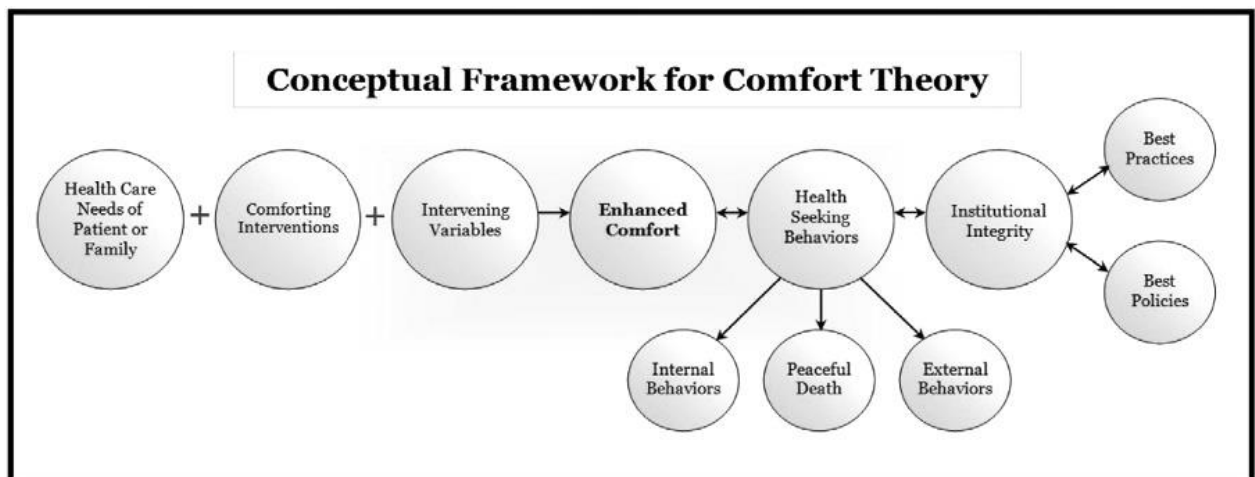 Conceptual Framework for Comfort Theory
Health Care
Needs of
Patient or
Family
+
Comforting
Interventions
+
Intervening
Variables
Enhanced
Comfort
Health
Seeking
Behaviors
Institutional
Integrity
Best
Practices
Best
Policies
Internal
Behaviors
Peaceful
Death
External
Behaviors